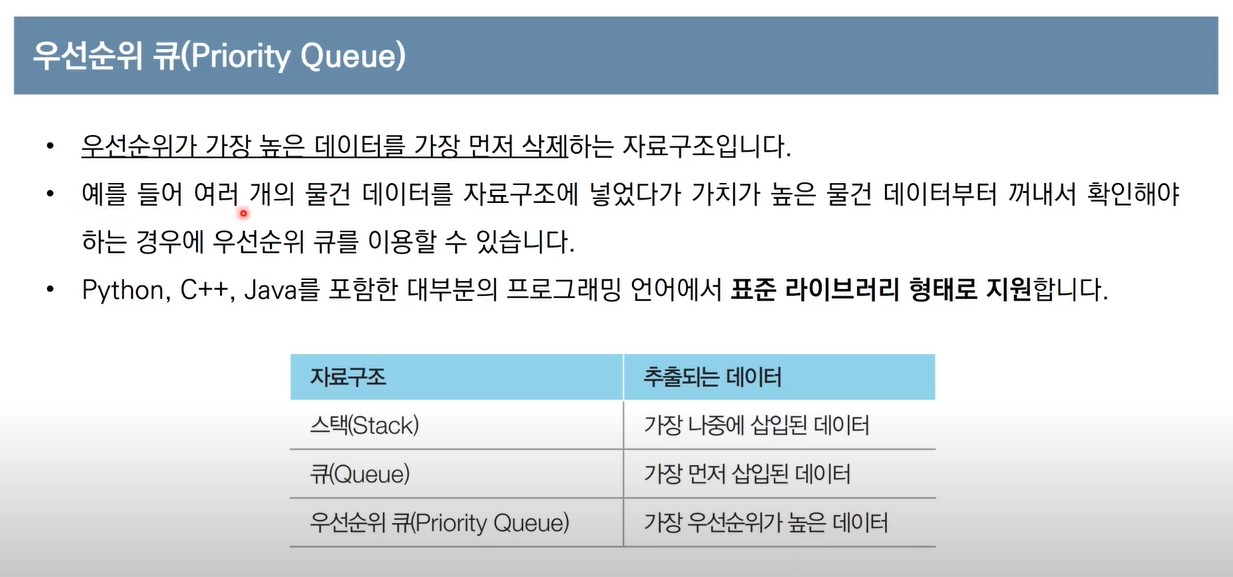 우선순위 큐(Priority Queue)
• 우선순위가 가장 높은 데이터를 가장 먼저 삭제하는 자료구조입니다.
• 예를 들어 여러 개의 물건 데이터를 자료구조에 넣었다가 가치가 높은 물건 데이터부터 꺼내서 확인해야
하는 경우에 우선순위 큐를 이용할 수 있습니다.
• Python, C++, Java를 포함한 대부분의 프로그래밍 언어에서 표준 라이브러리 형태로 지원합니다.
자료구조 추출되는 데이터
스택(Stack) 가장 나중에 삽입된 데이터
큐(Queue) 가장 먼저 삽입된 데이터
우선순위 큐(Priority Queue) 가장 우선순위가 높은 데이터